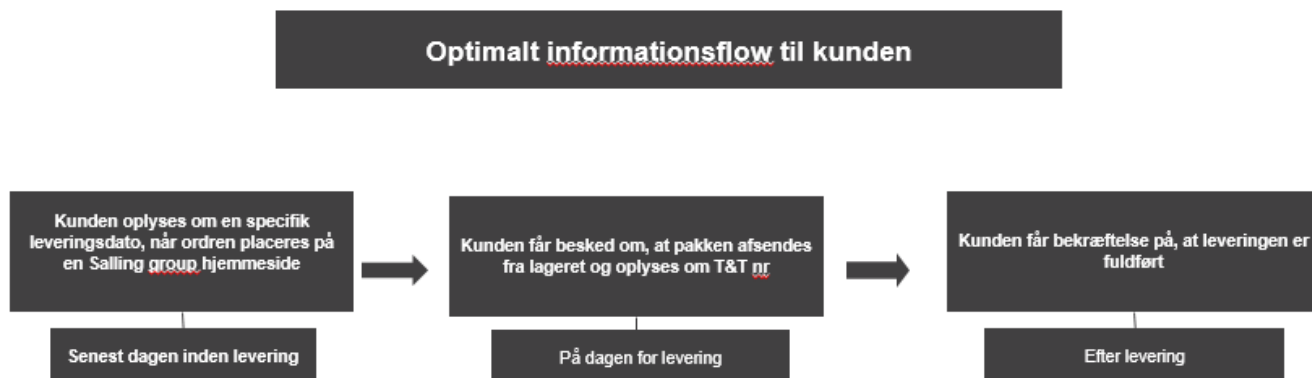 Optimalt informationsflow til kunden
Kunden oplyses om en specifik
leveringsdato, når ordren placeres på
en Salling group hjemmeside
Kunden får besked om, at pakken afsendes
fra lageret og oplyses om T&T nr
Kunden får bekræftelse på, at leveringen er
fuldført
Senest dagen inden levering
På dagen for levering
Efter levering